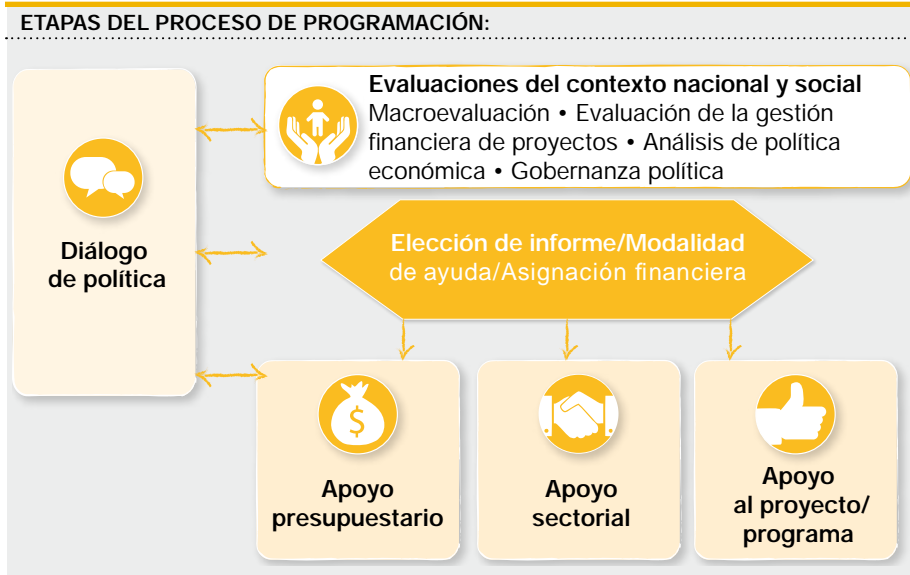 ETAPAS DEL PROCESO DE PROGRAMACIÓN:
Evaluaciones del contexto nacional y social
Macroevaluación • Evaluación de la gestión
financiera de proyectos • Análisis de política
económica • Gobernanza política
Diálogo
de política
Elección de informe/Modalidad
de ayuda/Asignación financiera
$
Apoyo
presupuestario
Apoyo
sectorial
Apoyo
al proyecto/
programa